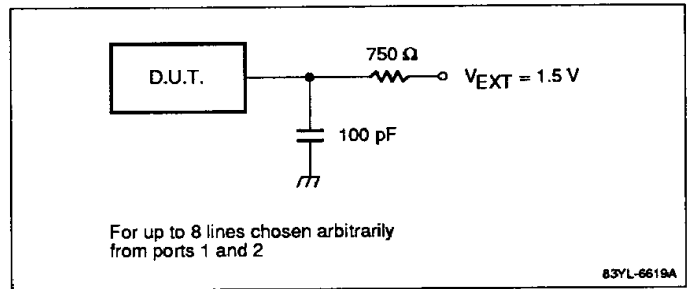 750 Ω
D.U.T.
VEXT = 1.5 V
100 pF
For up to 8 lines chosen arbitrarily
from ports 1 and 2
83YL-6619A